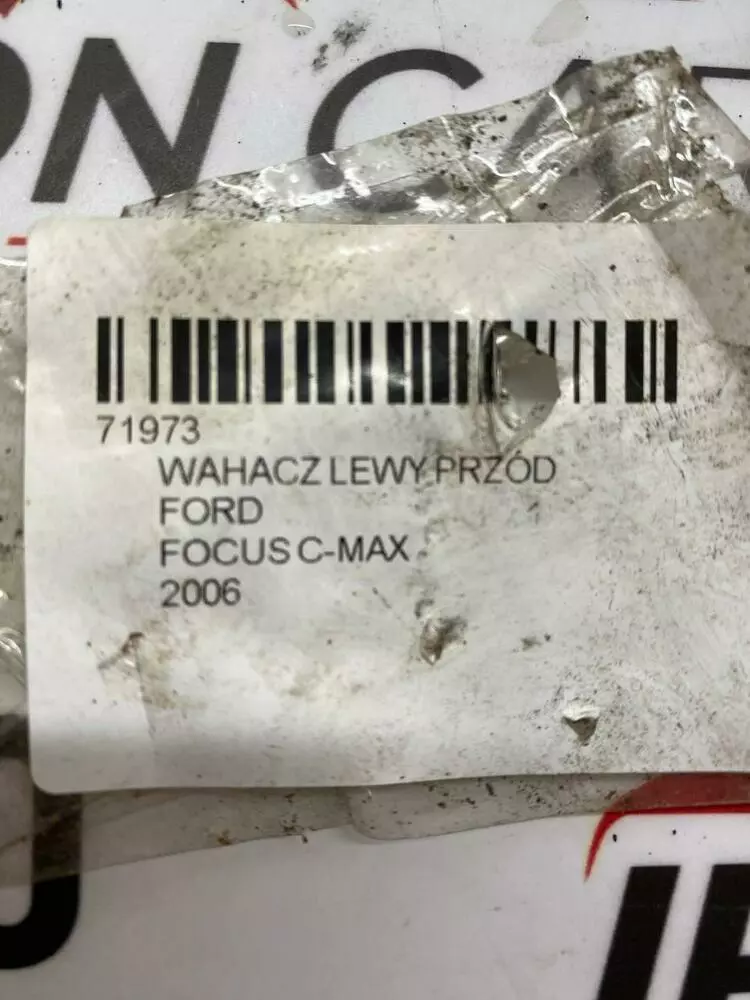 71973
WAHACZ LEWY PRZÓD
FORD
FOCUS C-MAX
2006